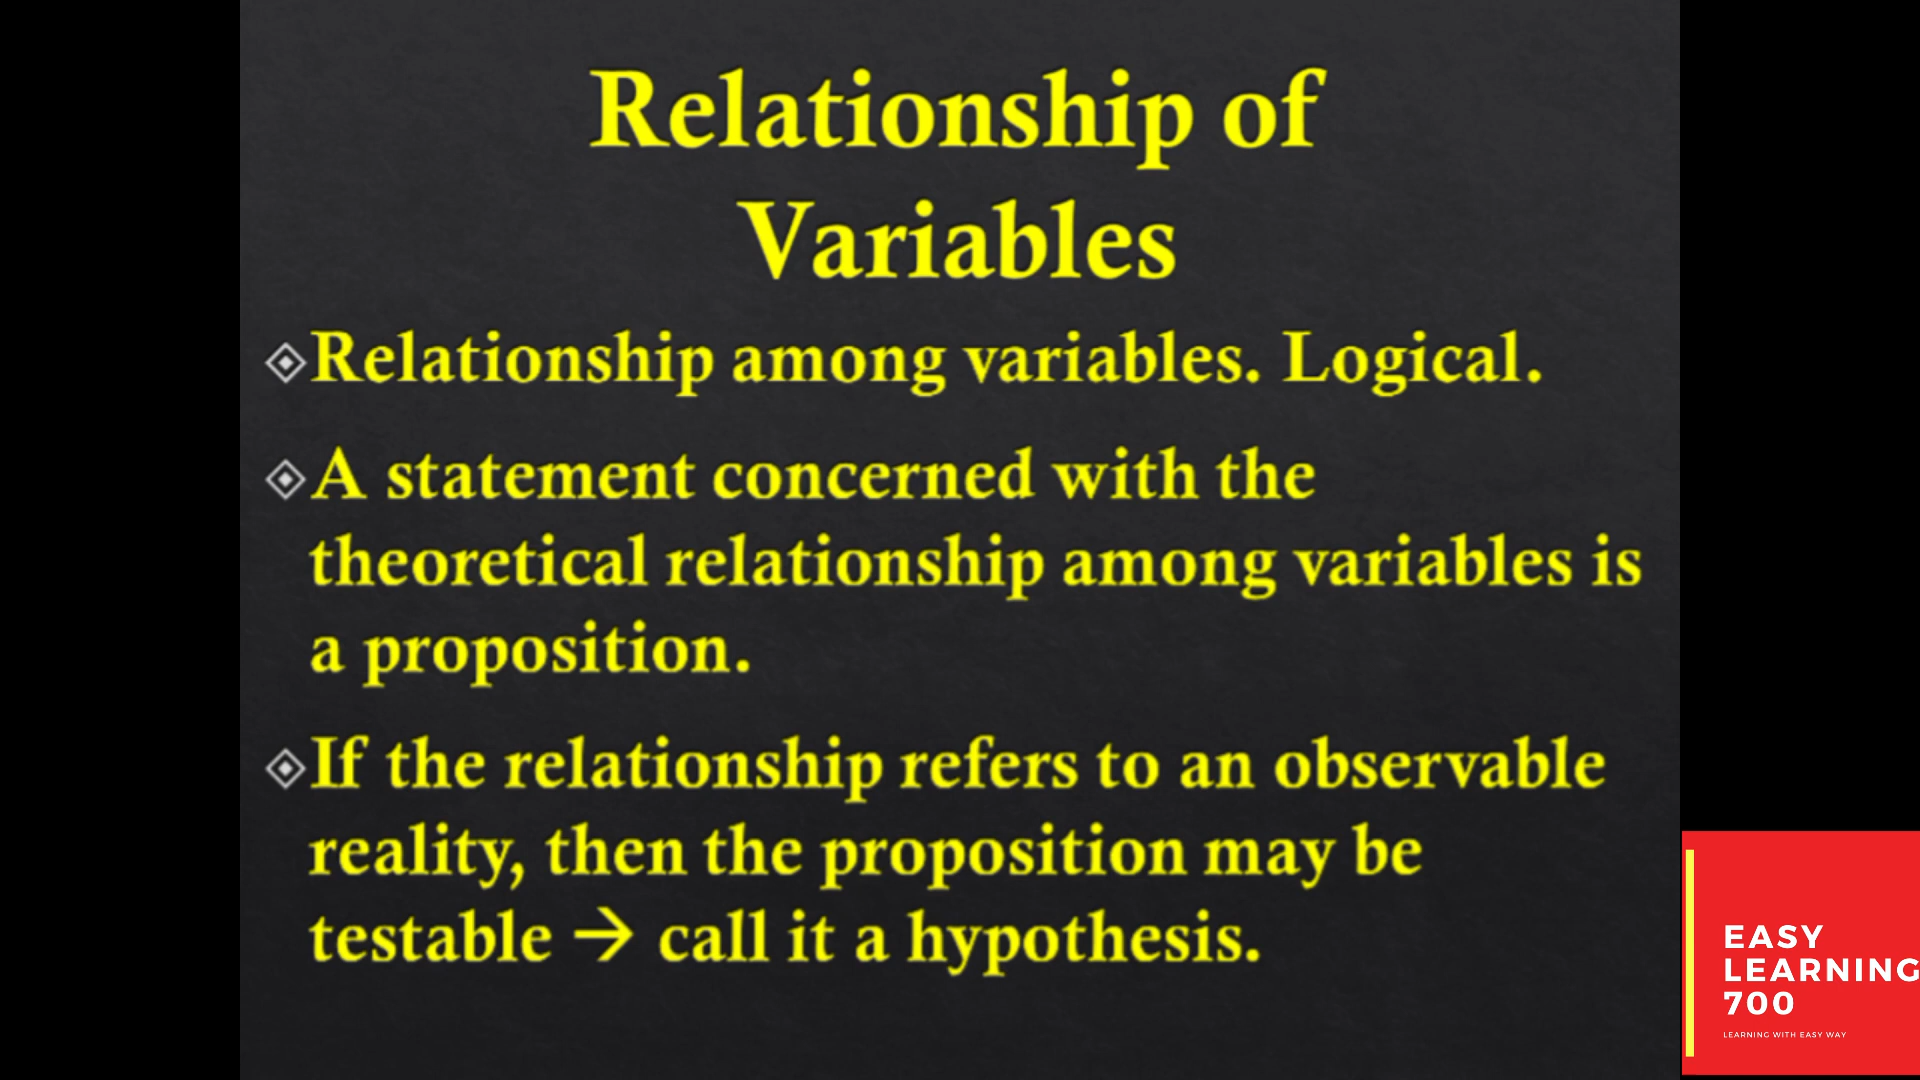 Relationship of
Variables
Relationship among variables. Logical.
A statement concerned with the
theoretical relationship among variables is
a proposition.
If the relationship refers to an observable
reality, then the proposition may be
testable → call it a hypothesis.
EASY
LEARNING
700
LEARNING WITH EASY WAY